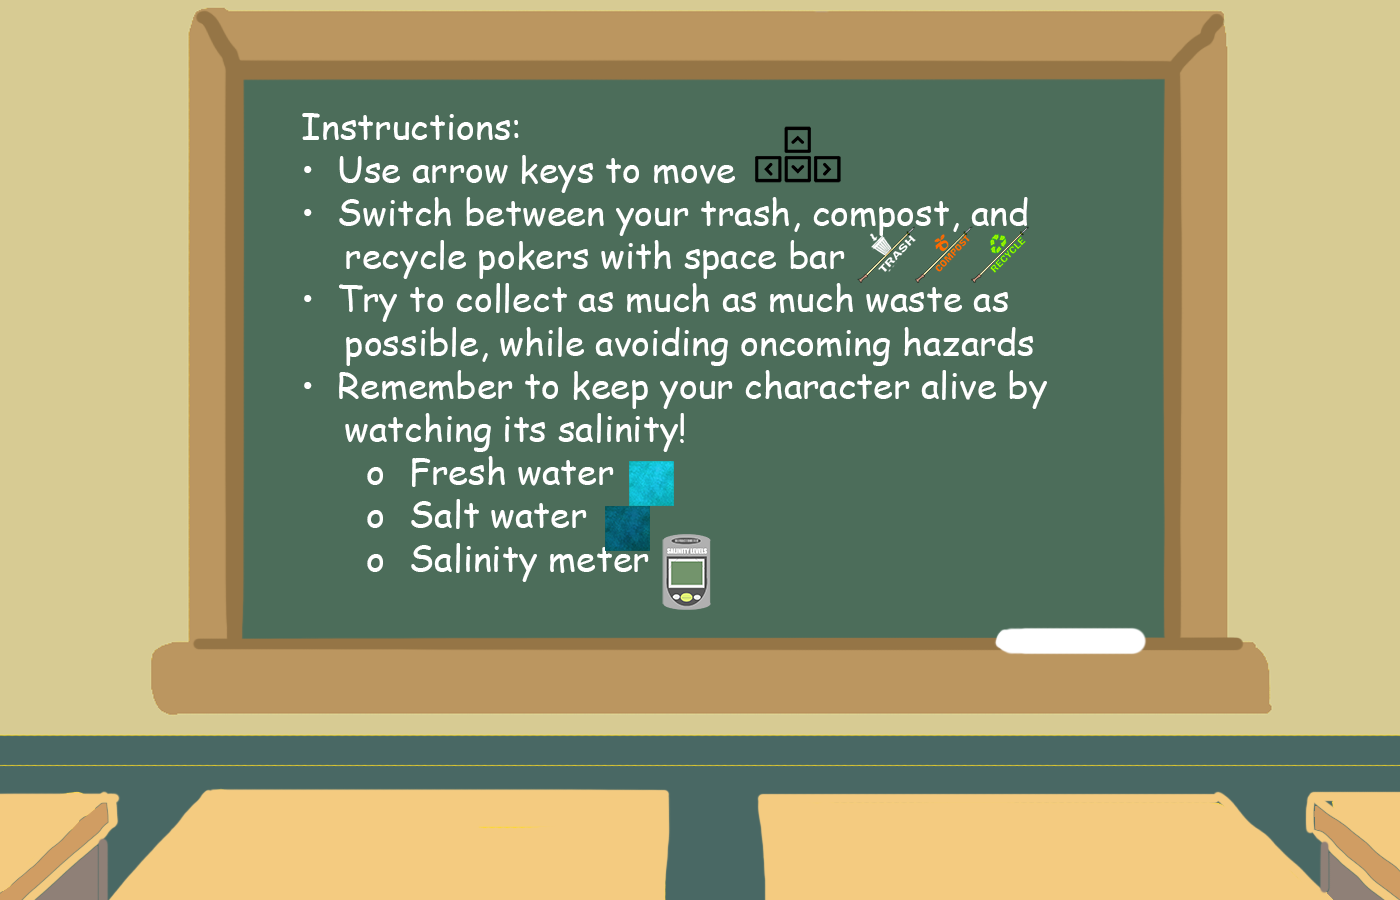 Instructions:
• Use arrow keys to move
• Switch between your trash, compost, and
recycle pokers with space bar
TRASH COMPOST RECYCLE
• Try to collect as much as much waste as
possible, while avoiding oncoming hazards
• Remember to keep your character alive by
watching its salinity!
o Fresh water
o Salt water
o Salinity meter
SALINITY LEVELS